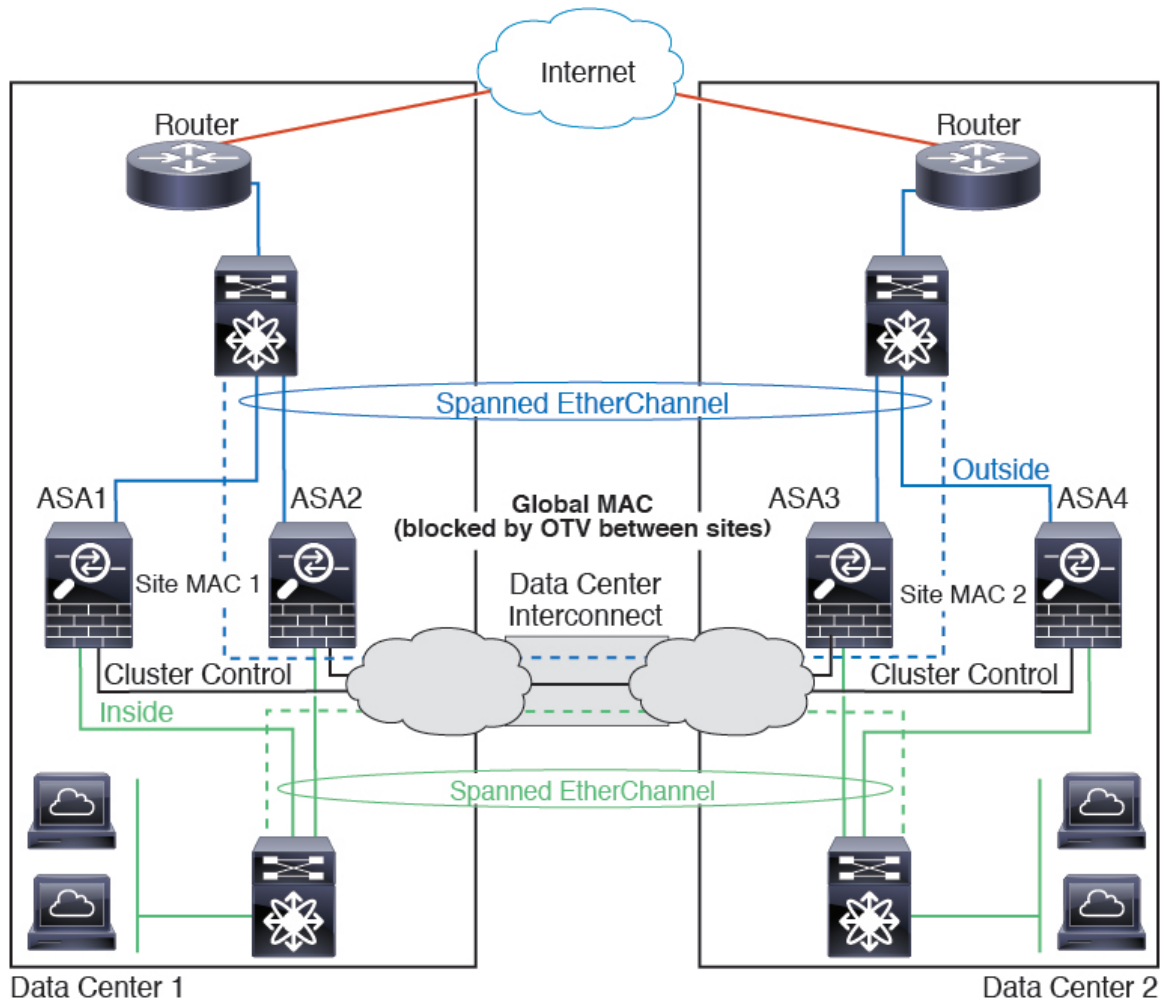 Internet
Router
Router
Spanned EtherChannel
Outside
ASA1
ASA2
Global MAC
(blocked by OTV between sites)
ASA3
ASA4
Site MAC 1
Data Center
Interconnect
Site MAC 2
Cluster Control
Cluster Control
Inside
Spanned EtherChannel
Data Center 1
Data Center 2